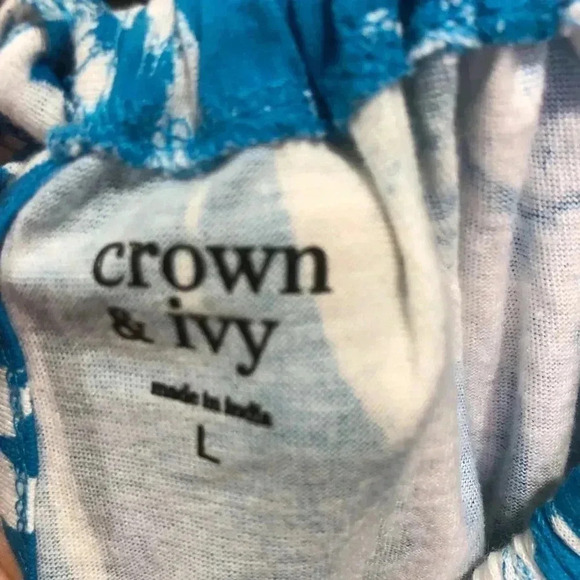 crown
& ivy
made in India
L